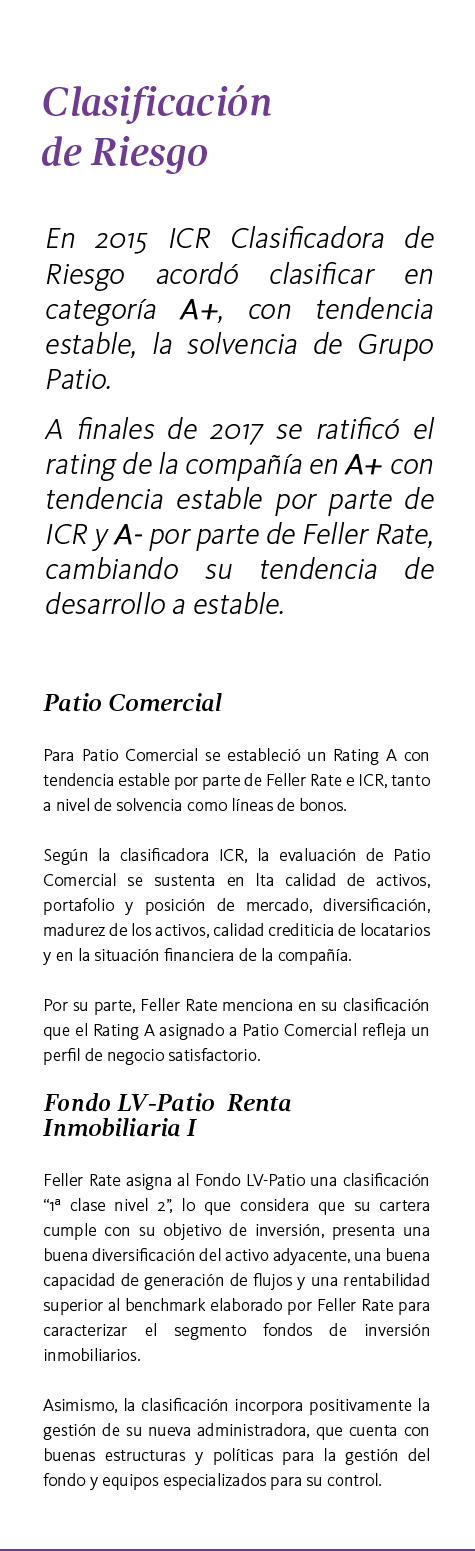 Clasificación
de Riesgo
En 2015 ICR Clasificadora de
Riesgo acordó clasificar en
categoría A+, con tendencia
estable, la solvencia de Grupo
Patio.
A finales de 2017 se ratificó el
rating de la compañía en A+ con
tendencia estable por parte de
ICR y A- por parte de Feller Rate,
cambiando su tendencia de
desarrollo a estable.
Patio Comercial
Para Patio Comercial se estableció un Rating A con
tendencia estable por parte de Feller Rate e ICR, tanto
a nivel de solvencia como líneas de bonos.
Según la clasificadora ICR, la evaluación de Patio
Comercial se sustenta en lta calidad de activos,
portafolio y posición de mercado, diversificación,
madurez de los activos, calidad crediticia de locatarios
y en la situación financiera de la compañía.
Por su parte, Feller Rate menciona en su clasificación
que el Rating A asignado a Patio Comercial refleja un
perfil de negocio satisfactorio.
Fondo LV-Patio  Renta
Inmobiliaria I
Feller Rate asigna al Fondo LV-Patio una clasificación
“1ª clase nivel 2”, lo que considera que su cartera
cumple con su objetivo de inversión, presenta una
buena diversificación del activo adyacente, una buena
capacidad de generación de flujos y una rentabilidad
superior al benchmark elaborado por Feller Rate para
caracterizar el segmento fondos de inversión
inmobiliarios.
Asimismo, la clasificación incorpora positivamente la
gestión de su nueva administradora, que cuenta con
buenas estructuras y políticas para la gestión del
fondo y equipos especializados para su control.